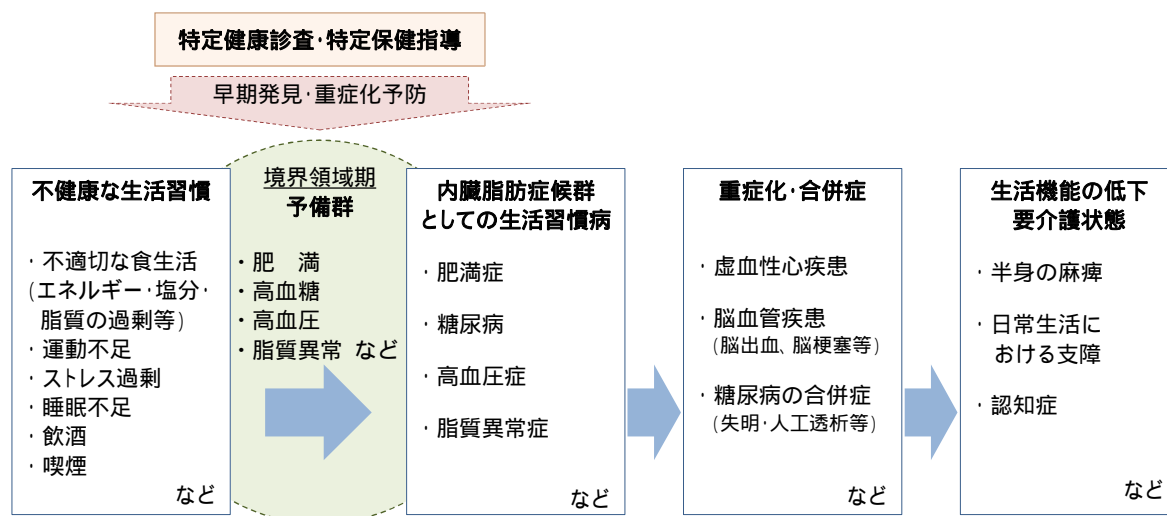 特定健康診査･特定保健指導
早期発見･重症化予防
不健康な生活習慣
･不適切な食生活
(エネルギー･塩分･
脂質の過剰等)
･運動不足
･ストレス過剰
･睡眠不足
･飲酒
･喫煙
など
境界領域期
予備群
･肥　満
･高血糖
･高血圧
･脂質異常 など
内臓脂肪症候群
としての生活習慣病
･肥満症
･糖尿病
･高血圧症
･脂質異常症
など
重症化･合併症
･虚血性心疾患
･脳血管疾患
(脳出血、脳梗塞等)
･糖尿病の合併症
(失明･人工透析等)
など
生活機能の低下
要介護状態
･半身の麻痺
･日常生活に
おける支障
･認知症
など